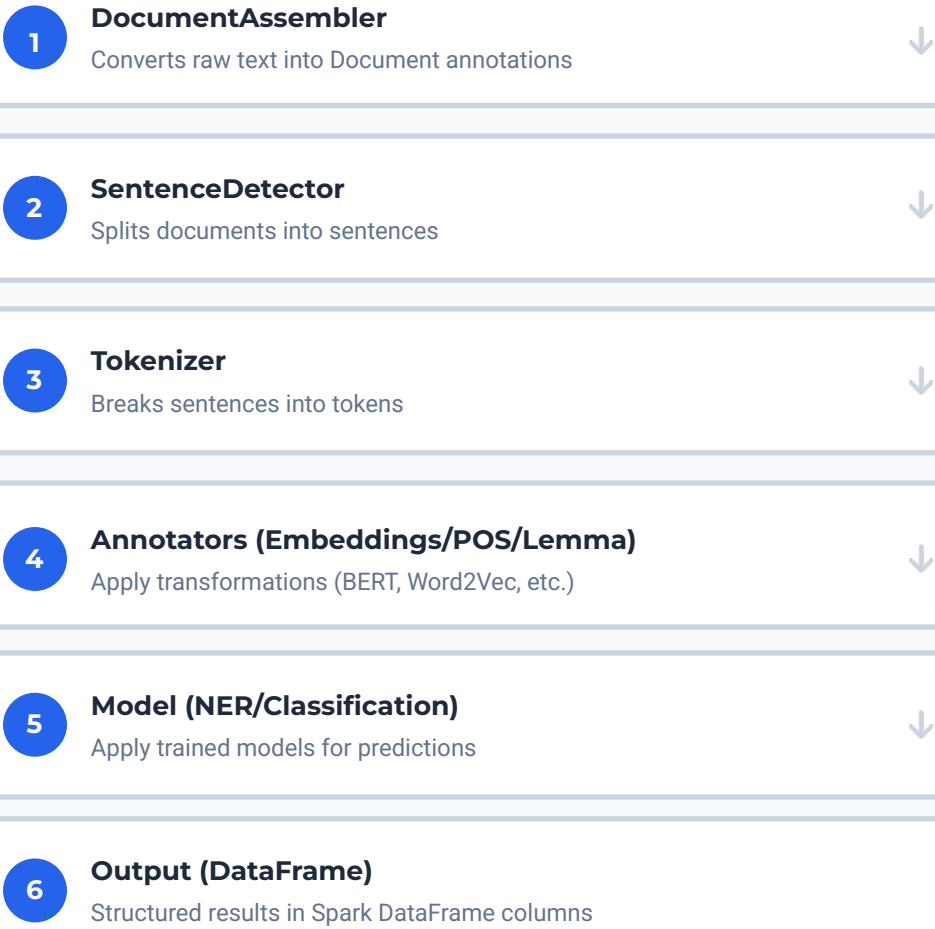 1
DocumentAssembler
Converts raw text into Document annotations
2
SentenceDetector
Splits documents into sentences
3
Tokenizer
Breaks sentences into tokens
4
Annotators (Embeddings/POS/Lemma)
Apply transformations (BERT, Word2Vec, etc.)
5
Model (NER/Classification)
Apply trained models for predictions
6
Output (DataFrame)
Structured results in Spark DataFrame columns